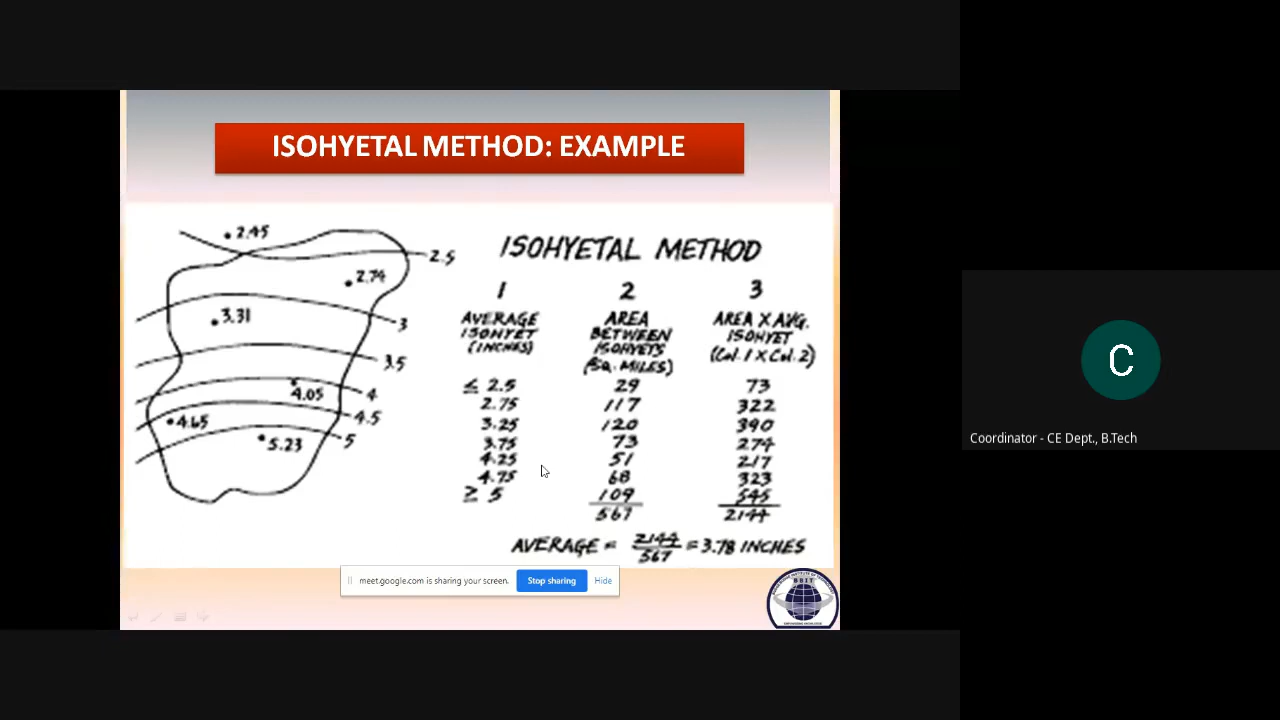 ISOHYETAL METHOD: EXAMPLE
2.45
2.5
2.74
3.31
3
3.5
4.05
4
4.65
4.5
5.23
5
ISOHYETAL METHOD
1 2 3
AVERAGE ISOHYET (INCHES)
AREA BETWEEN ISOHYETS (SQ. MILES)
AREA X AVG. ISOHYET (COL. 1 X COL. 2)
≤ 2.5 29 73
2.75 117 322
3.25 120 390
3.75 73 274
4.25 51 217
4.75 68 323
≥ 5 109 545
567 2144
AVERAGE = 2144/567 = 3.78 INCHES
meet.google.com is sharing your screen. Stop sharing Hide
BBIT
C
Coordinator - CE Dept., B.Tech